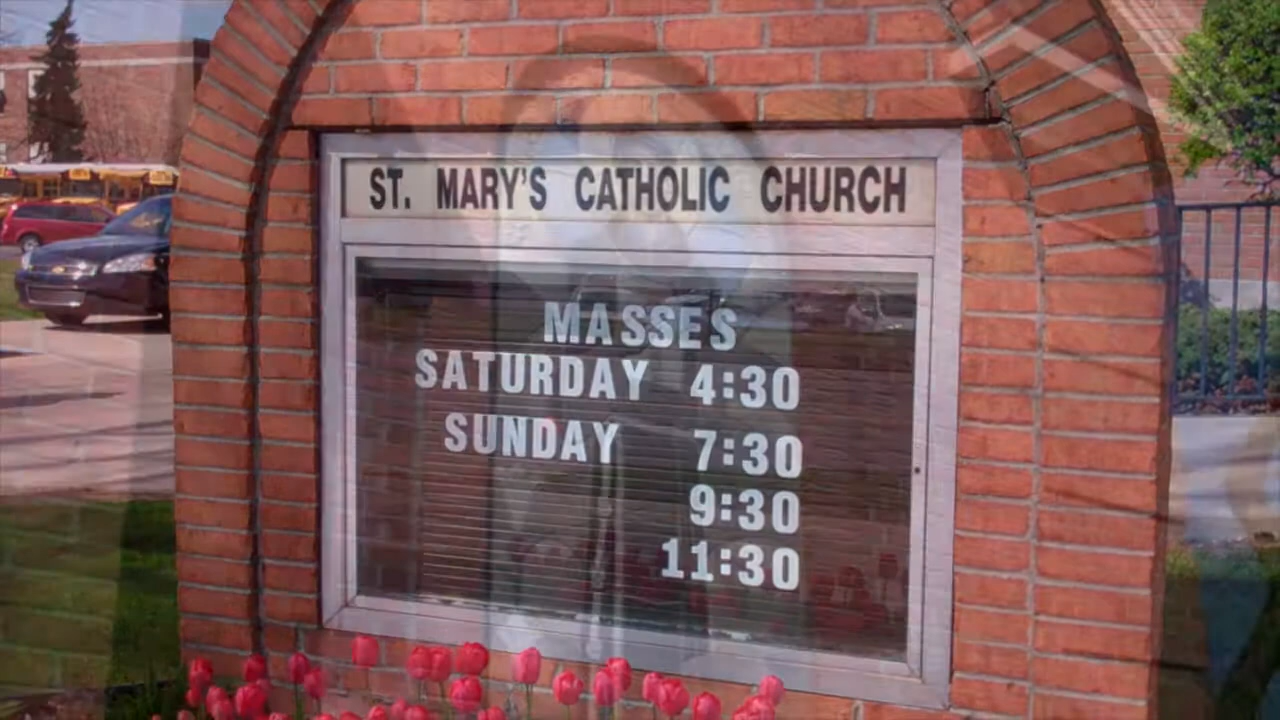 ST. MARY'S CATHOLIC CHURCH
MASSES
SATURDAY 4:30
SUNDAY 7:30
9:30
11:30